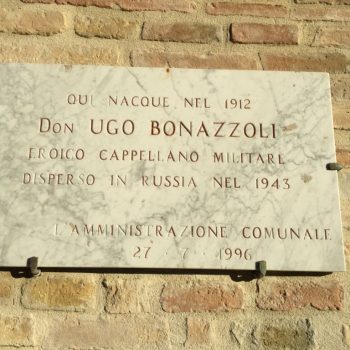 QUI NACQUE NEL 1912
DON UGO BONAZZOLI
EROICO CAPPELLANO MILITARE
DISPERSO IN RUSSIA NEL 1943
L'AMMINISTRAZIONE COMUNALE
27 · 7 · 1996